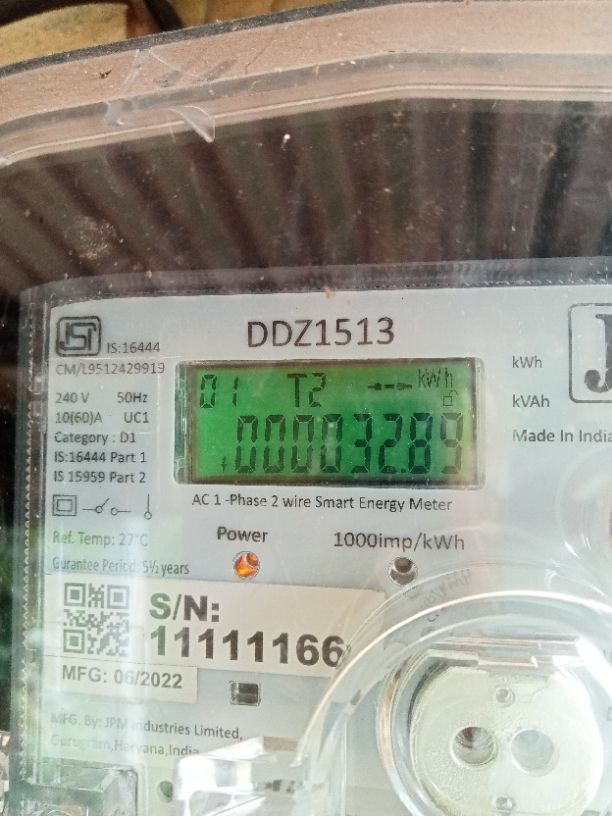 DDZ1513
ISI IS:16444
CM/L9512429919
240 V 50Hz
10(60)A UC1
Category : D1
IS:16444 Part 1
IS 15959 Part 2
01 T2 kWh
000032.89
kWh
kVAh
Made In India
AC 1 -Phase 2 wire Smart Energy Meter
Ref. Temp: 27°C
Power 1000imp/kWh
Gurantee Period: 5½ years
S/N:
11111166
MFG: 06/2022
MFG. By: JPM Industries Limited,
Gurugram,Haryana,India